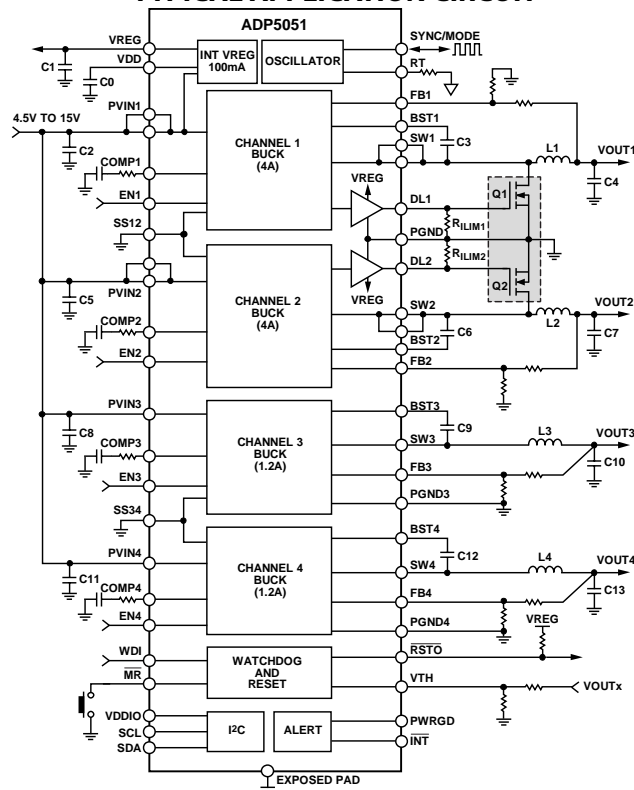 TYPICAL APPLICATION CIRCUIT
ADP5051
VREG
VDD
C1
C0
INT VREG
100mA
OSCILLATOR
SYNC/MODE
RT
4.5V TO 15V
PVIN1
C2
COMP1
EN1
CHANNEL 1
BUCK
(4A)
FB1
BST1
SW1
C3
L1
VOUT1
C4
SS12
VREG
DL1
PGND
DL2
VREG
RILIM1
RILIM2
Q1
Q2
PVIN2
C5
COMP2
EN2
CHANNEL 2
BUCK
(4A)
SW2
C6
BST2
FB2
L2
VOUT2
C7
PVIN3
C8
COMP3
EN3
CHANNEL 3
BUCK
(1.2A)
BST3
C9
SW3
FB3
PGND3
L3
VOUT3
C10
SS34
PVIN4
C11
COMP4
EN4
CHANNEL 4
BUCK
(1.2A)
BST4
C12
SW4
FB4
PGND4
L4
VOUT4
C13
VREG
WDI
MR
WATCHDOG
AND
RESET
RSTO
VTH
VOUTx
VDDIO
SCL
SDA
I2C
ALERT
PWRGD
INT
EXPOSED PAD